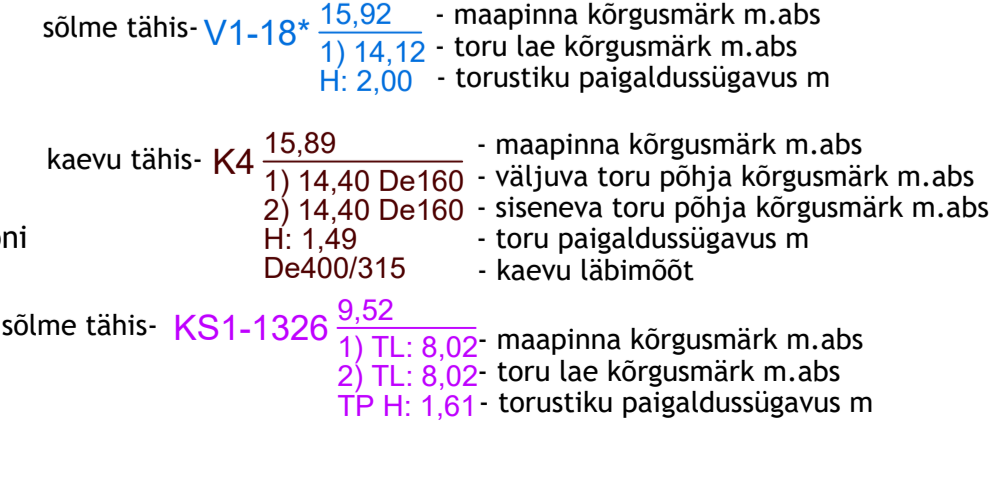 sõlme tähis- V1-18* 15,92 - maapinna kõrgusmärk m.abs
1) 14,12 - toru lae kõrgusmärk m.abs
H: 2,00 - torustiku paigaldussügavus m
kaevu tähis- K4 15,89 - maapinna kõrgusmärk m.abs
1) 14,40 De160 - väljuva toru põhja kõrgusmärk m.abs
2) 14,40 De160 - siseneva toru põhja kõrgusmärk m.abs
oni H: 1,49 - toru paigaldussügavus m
De400/315 - kaevu läbimõõt
sõlme tähis- KS1-1326 9,52
1) TL: 8,02 - maapinna kõrgusmärk m.abs
2) TL: 8,02 - toru lae kõrgusmärk m.abs
TP H: 1,61 - torustiku paigaldussügavus m